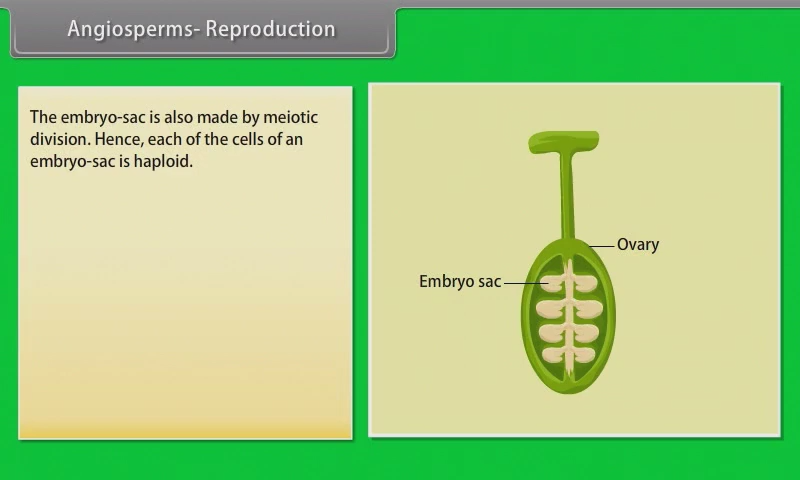 Angiosperms- Reproduction
The embryo-sac is also made by meiotic
division. Hence, each of the cells of an
embryo-sac is haploid.
Ovary
Embryo sac